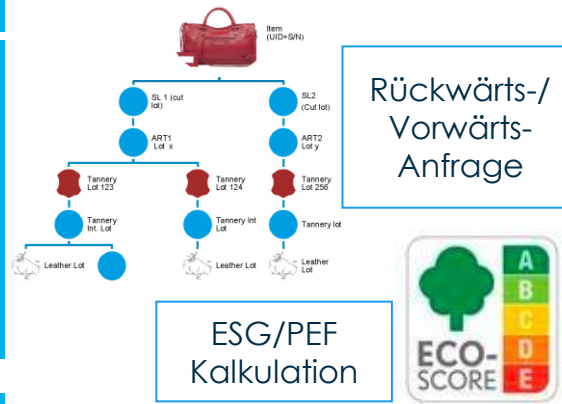 Item
(UID+S/N)
SL 1 (cut
lot)
SL2
(Cut lot)
ART1
Lot x
ART2
Lot y
Tannery
Lot 123
Tannery
Lot 124
Tannery
Lot 256
Tannery
Int. Lot
Tannery Int
Lot
Tannery lot
Leather Lot
Leather Lot
Leather
Lot
Rückwärts-/
Vorwärts-
Anfrage
ESG/PEF
Kalkulation
ECO-
SCORE
A
B
C
D
E